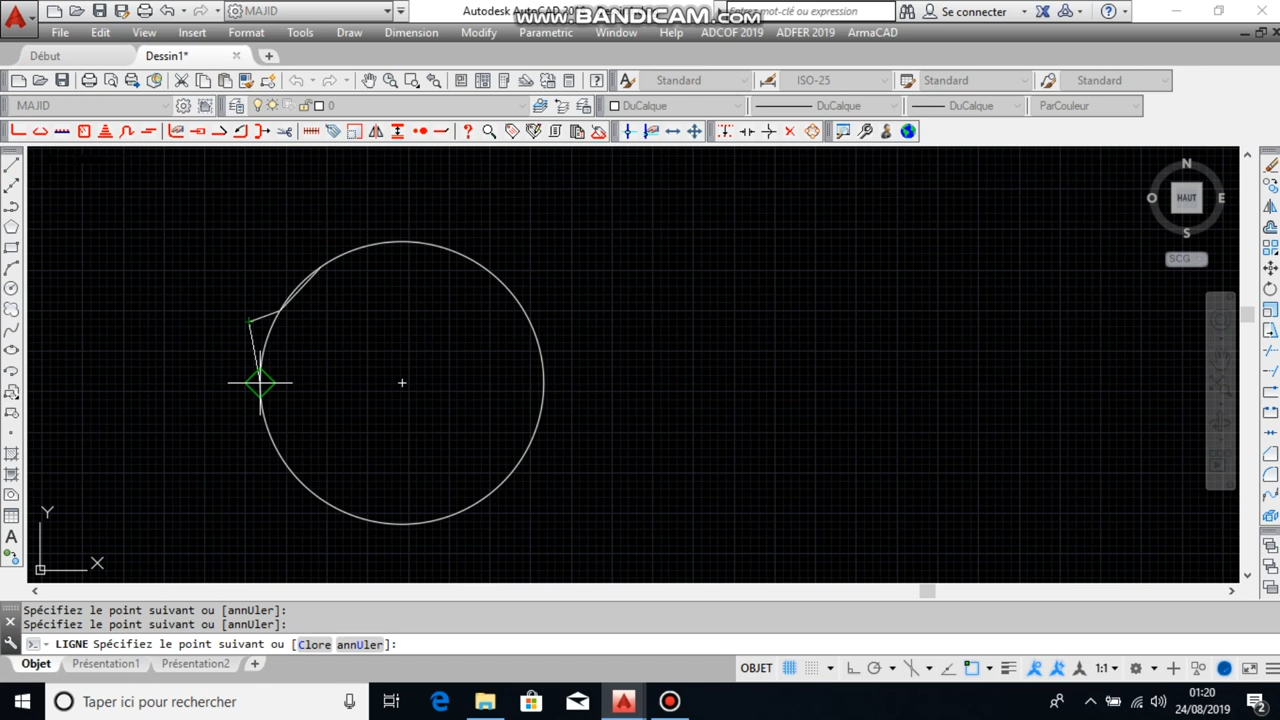 MAJID
Autodesk AutoCAD 20
www.BANDICAM.com
Entrez mot-clé ou expression
Se connecter
File Edit View Insert Format Tools Draw Dimension Modify Parametric Window Help ADCOF 2019 ADFER 2019 ArmaCAD
Début Dessin1*
Standard ISO-25 Standard Standard
MAJID 0 DuCalque DuCalque DuCalque ParCouleur
N
O HAUT E
S
SCG
Y
X
Spécifiez le point suivant ou [annUler]:
Spécifiez le point suivant ou [annUler]:
LIGNE Spécifiez le point suivant ou [Clore annUler]:
Objet Présentation1 Présentation2
OBJET 1:1
Taper ici pour rechercher
01:20
24/08/2019
2